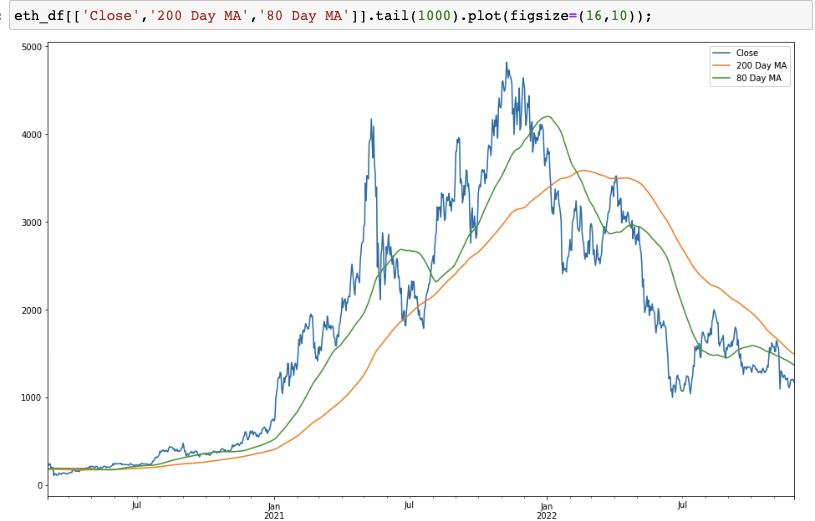 : eth_df[['Close','200 Day MA','80 Day MA']].tail(1000).plot(figsize=(16,10));
5000
Close
200 Day MA
80 Day MA
4000
3000
2000
1000
0
Jul
Jan
2021
Jul
Jan
2022
Jul